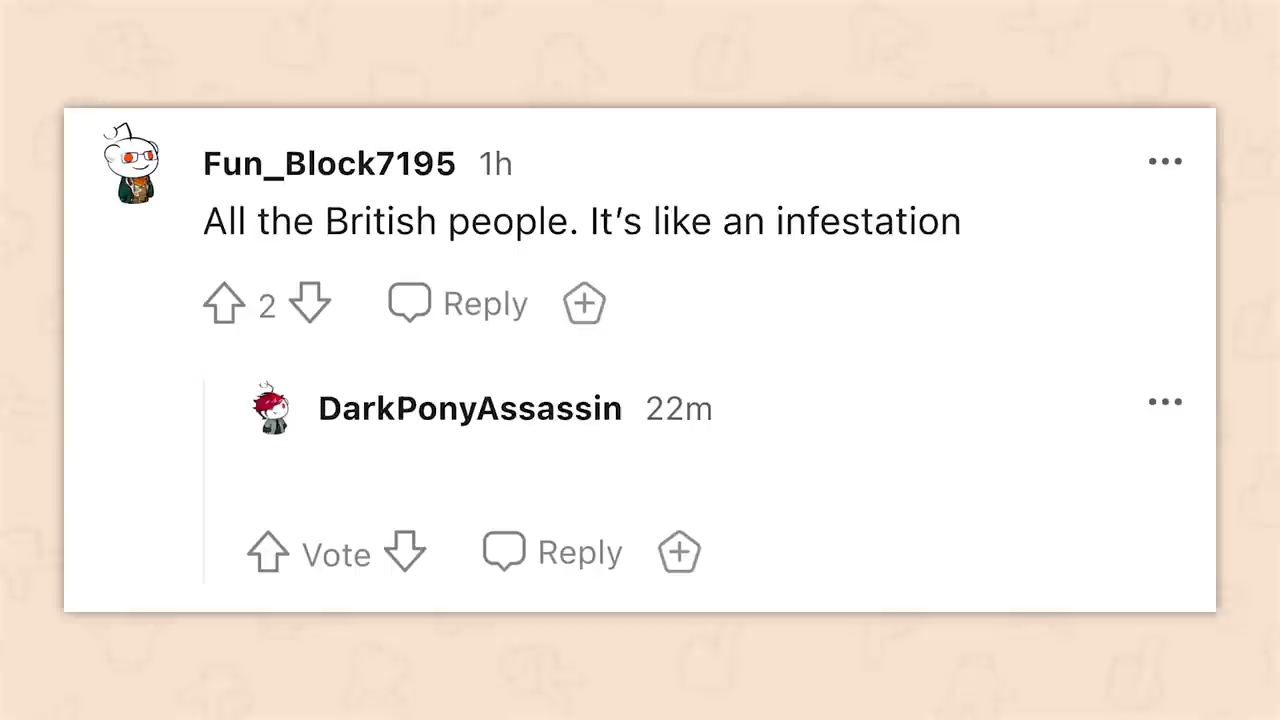 Fun_Block7195 1h
All the British people. It’s like an infestation
2 Reply
DarkPonyAssassin 22m
Vote Reply